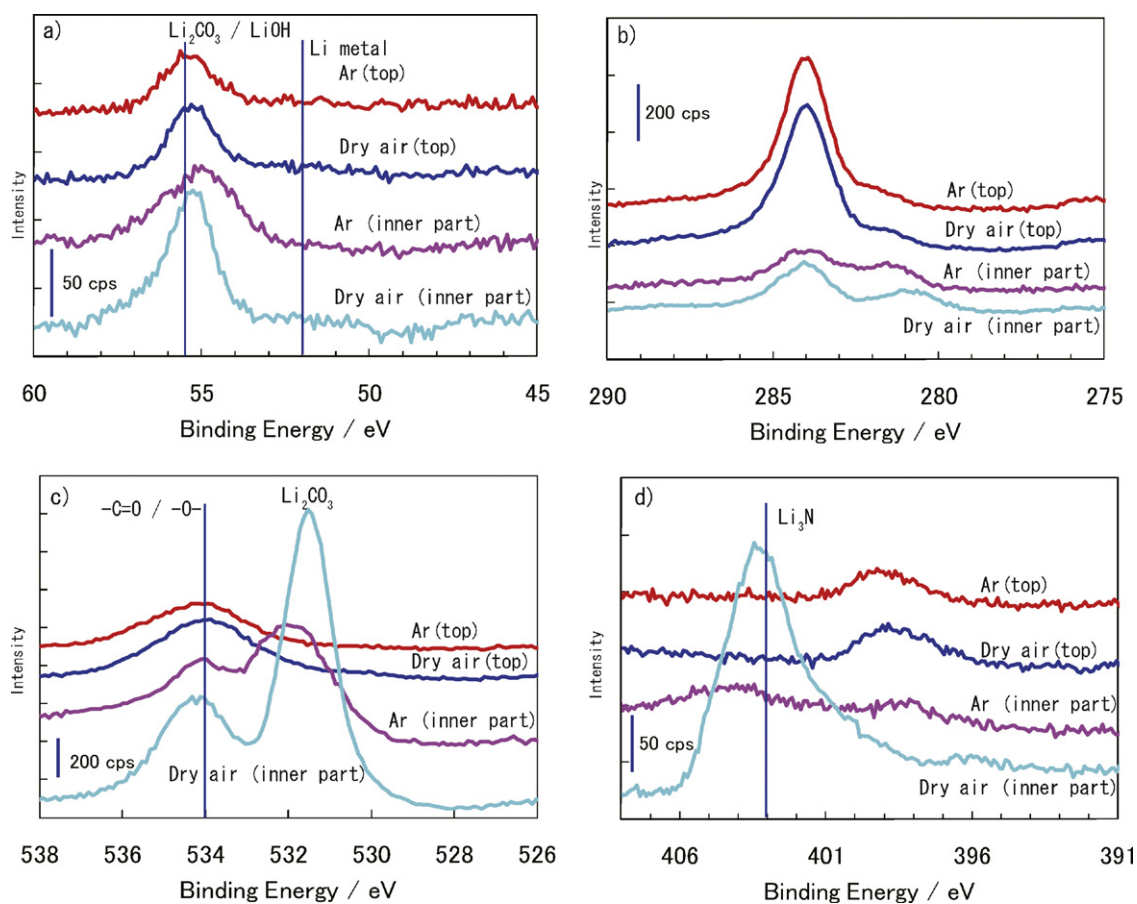 a)
Li₂CO₃ / LiOH
Li metal
Ar(top)
Dry air(top)
Ar (inner part)
50 cps
Dry air (inner part)
Intensity
60 55 50 45
Binding Energy / eV
b)
200 cps
Ar(top)
Dry air(top)
Ar (inner part)
Dry air (inner part)
Intensity
290 284 280 275
Binding Energy / eV
c)
-C=O / -O-
Li₂CO₃
Ar(top)
Dry air(top)
Ar (inner part)
200 cps
Dry air (inner part)
Intensity
538 536 534 532 530 528 526
Binding Energy / eV
d)
Li₃N
Ar(top)
Dry air(top)
Ar (inner part)
50 cps
Dry air (inner part)
Intensity
406 401 396 391
Binding Energy / eV